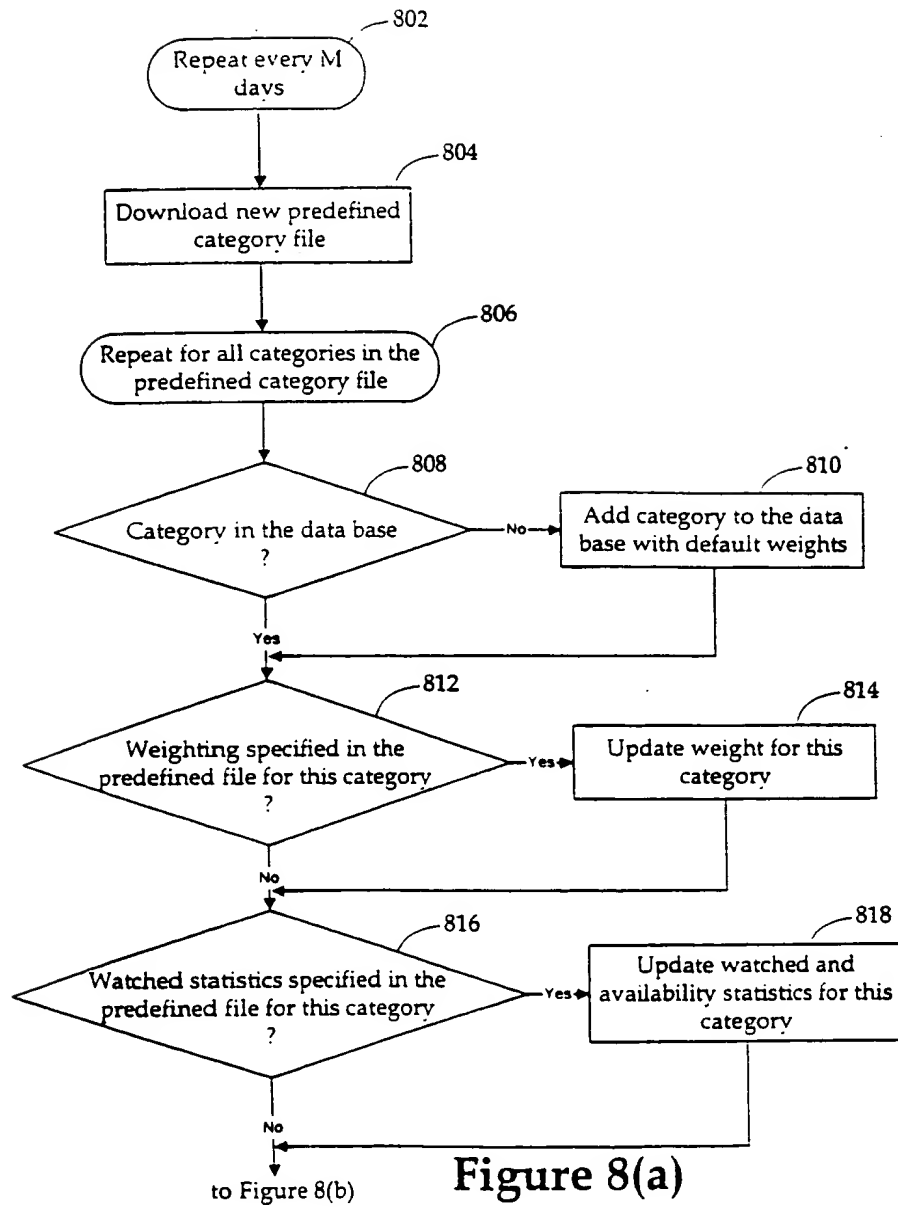 802
Repeat every M
days
804
Download new predefined
category file
806
Repeat for all categories in the
predefined category file
808
Category in the data base
?
No
810
Add category to the data
base with default weights
Yes
812
Weighting specified in the
predefined file for this category
?
Yes
814
Update weight for this
category
No
816
Watched statistics specified in the
predefined file for this category
?
Yes
818
Update watched and
availability statistics for this
category
No
to Figure 8(b)
Figure 8(a)